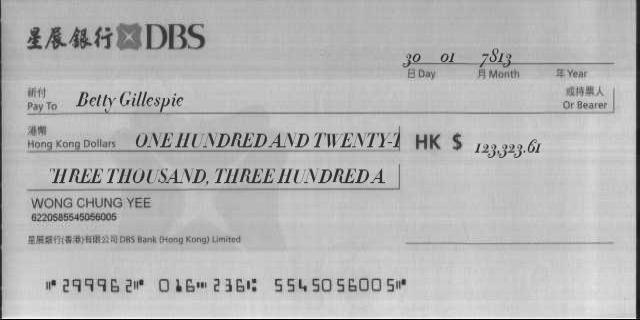 星展銀行 DBS
30 01 7813
日 Day 月 Month 年 Year
祈付 或持票人
Pay To Betty Gillespie Or Bearer
港幣
Hong Kong Dollars ONE HUNDRED AND TWENTY-T HK $ 123,323.61
HREE THOUSAND, THREE HUNDRED A
WONG CHUNG YEE
6220585545056005
星展銀行(香港)有限公司 DBS Bank (Hong Kong) Limited
⑈299962⑈ 016⑉236⑆ 5545056005⑈